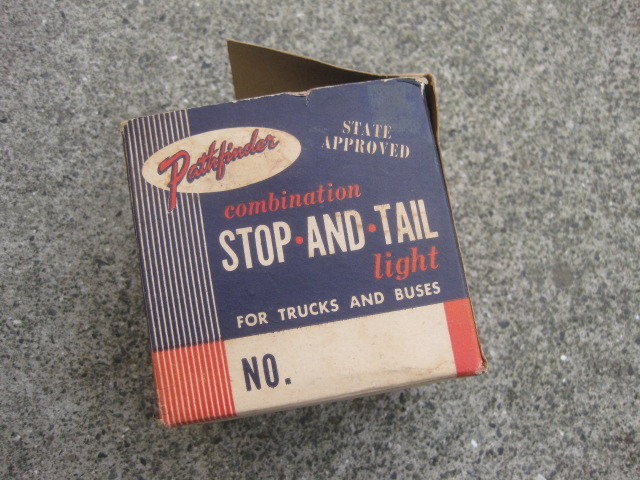 Pathfinder
STATE
APPROVED
combination
STOP·AND·TAIL
light
FOR TRUCKS AND BUSES
NO.